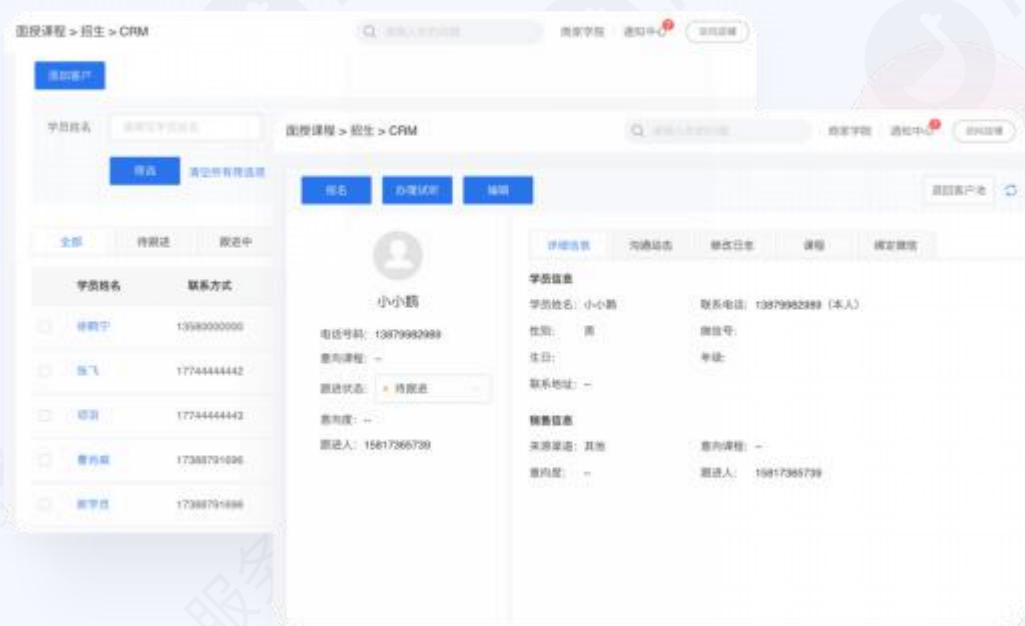 面授课程 > 招生 > CRM
商家学院
通知中心
添加客户
学员姓名
筛选
清空所有筛选项
全部
待跟进
跟进中
学员姓名
联系方式
13580000000
张飞
17744444442
邓羽
17744444443
17388791696
17388791696
面授课程 > 招生 > CRM
商家学院
通知中心
报名
办理试听
编辑
退回客户池
小小鹅
电话号码: 13879982989
意向课程: --
跟进状态: 待跟进
意向度: --
跟进人: 15817365739
详细信息
沟通动态
修改日志
课程
绑定微信
学员信息
学员姓名: 小小鹅
联系电话: 13879982989 (本人)
性别: 男
微信号:
生日:
年级:
联系地址: --
销售信息
来源渠道: 其他
意向课程: --
意向度: --
跟进人: 15817365739
服务